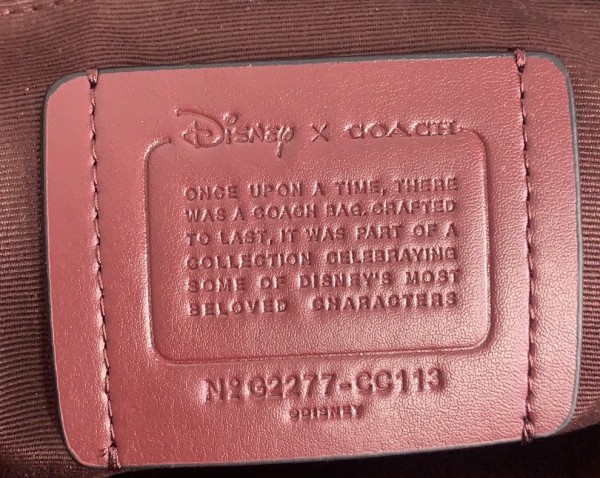 Disney x COACH
ONCE UPON A TIME, THERE
WAS A COACH BAG. CRAFTED
TO LAST, IT WAS PART OF A
COLLECTION CELEBRATING
SOME OF DISNEY'S MOST
BELOVED CHARACTERS
Nº G2277-CC113
©DISNEY